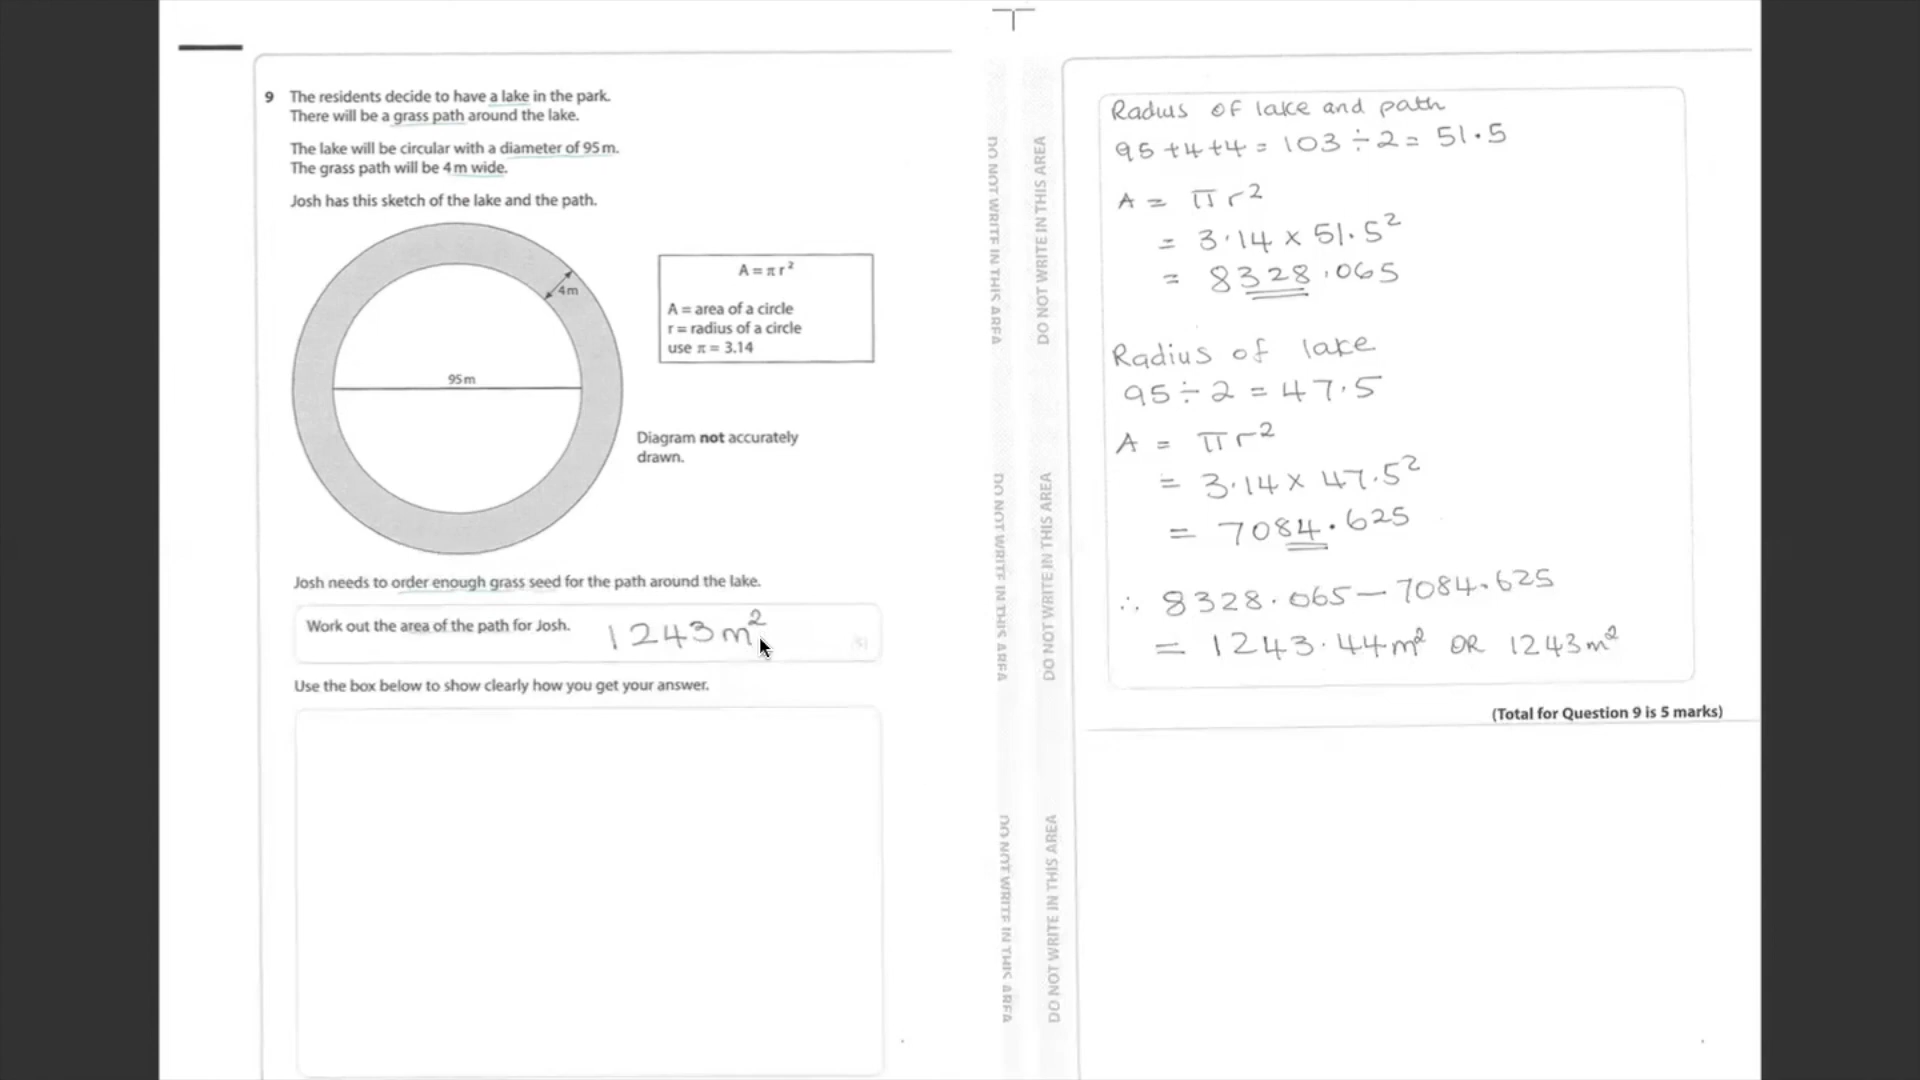 9 The residents decide to have a lake in the park.
There will be a grass path around the lake.
The lake will be circular with a diameter of 95 m.
The grass path will be 4 m wide.
Josh has this sketch of the lake and the path.
4m
95m
A = π r²
A = area of a circle
r = radius of a circle
use π = 3.14
Diagram not accurately
drawn.
Josh needs to order enough grass seed for the path around the lake.
Work out the area of the path for Josh. 1243m²
(5)
Use the box below to show clearly how you get your answer.
DO NOT WRITE IN THIS AREA
DO NOT WRITE IN THIS AREA
DO NOT WRITE IN THIS AREA
DO NOT WRITE IN THIS AREA
DO NOT WRITE IN THIS AREA
DO NOT WRITE IN THIS AREA
Radius of lake and path
95 + 4 + 4 = 103 ÷ 2 = 51.5
A = πr²
= 3.14 × 51.5²
= 8328.065
Radius of lake
95 ÷ 2 = 47.5
A = πr²
= 3.14 × 47.5²
= 7084.625
∴ 8328.065 — 7084.625
= 1243.44m² OR 1243m²
(Total for Question 9 is 5 marks)